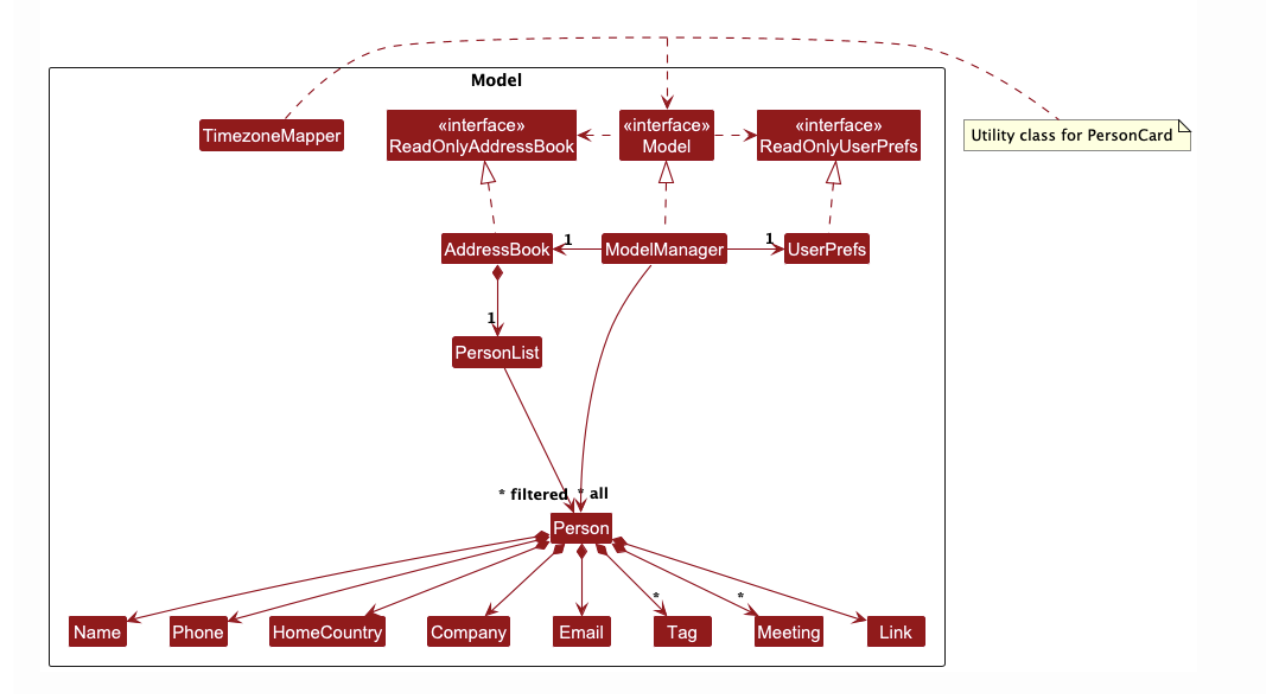 Model
TimezoneMapper
«interface»
ReadOnlyAddressBook
«interface»
Model
«interface»
ReadOnlyUserPrefs
Utility class for PersonCard
AddressBook
1
ModelManager
1
UserPrefs
1
PersonList
* filtered
* all
Person
*
*
Name
Phone
HomeCountry
Company
Email
Tag
Meeting
Link